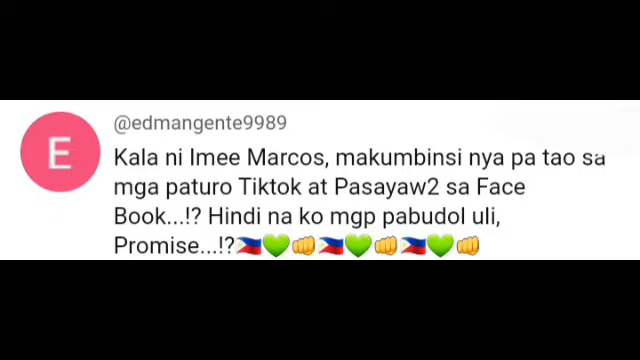 E
@edmangente9989
Kala ni Imee Marcos, makumbinsi nya pa tao sa
mga paturo Tiktok at Pasayaw2 sa Face
Book...!? Hindi na ko mgp pabudol uli,
Promise...!?🇵🇭💚👊🇵🇭💚👊🇵🇭💚👊